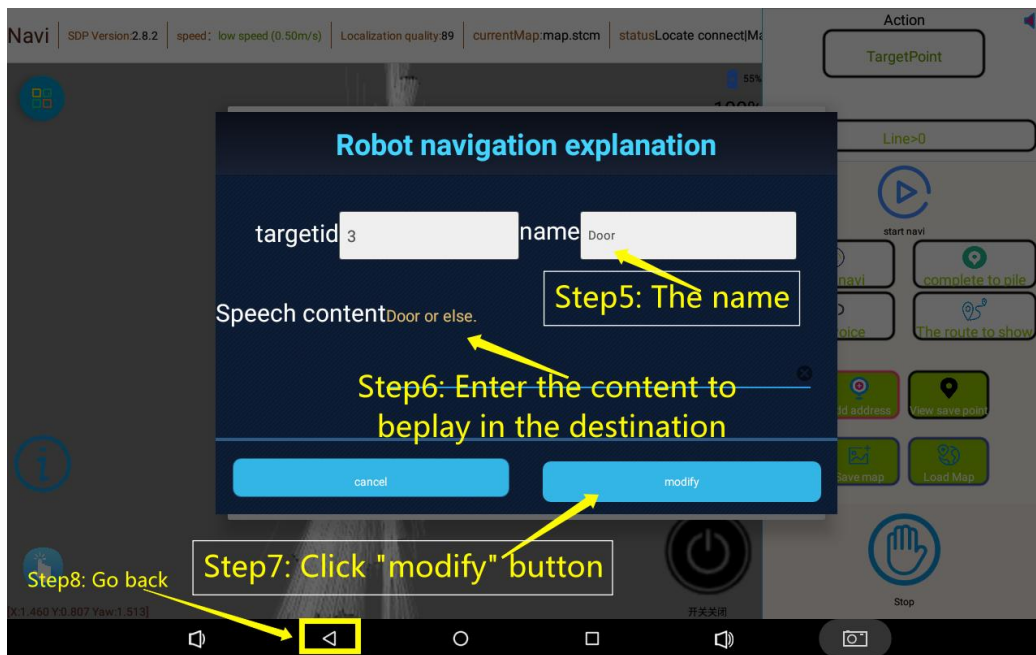 Navi
SDP Version:2.8.2
speed: low speed (0.50m/s)
Localization quality:89
currentMap:map.stcm
statusLocate connect|Ma
Action
TargetPoint
55%
100%
Line>0
Robot navigation explanation
targetid 3
name Door
Step5: The name
Speech content Door or else.
Step6: Enter the content to
beplay in the destination
cancel
modify
Step7: Click "modify" button
Step8: Go back
[X:1.460 Y:0.807 Yaw:1.513]
开关关闭
start navi
navi
complete to pile
oice
The route to show
dd address
View save point
Save map
Load Map
Stop